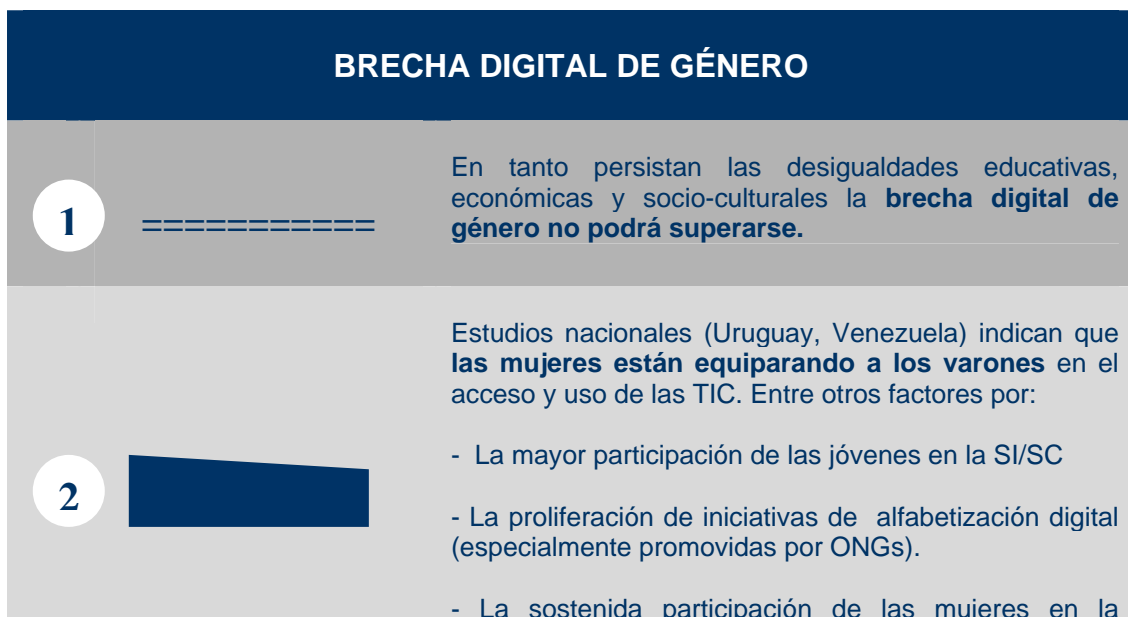 BRECHA DIGITAL DE GÉNERO
1
===========
En tanto persistan las desigualdades educativas,
económicas y socio-culturales la brecha digital de
género no podrá superarse.
Estudios nacionales (Uruguay, Venezuela) indican que
las mujeres están equiparando a los varones en el
acceso y uso de las TIC. Entre otros factores por:
2
- La mayor participación de las jóvenes en la SI/SC
- La proliferación de iniciativas de alfabetización digital
(especialmente promovidas por ONGs).
- La sostenida participación de las mujeres en la